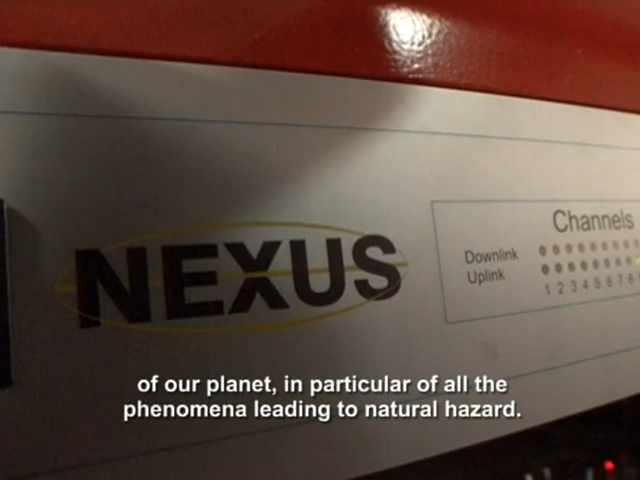 NEXUS
Channels
Downlink
Uplink
1 2 3 4 5 6 7 8
of our planet, in particular of all the
phenomena leading to natural hazard.